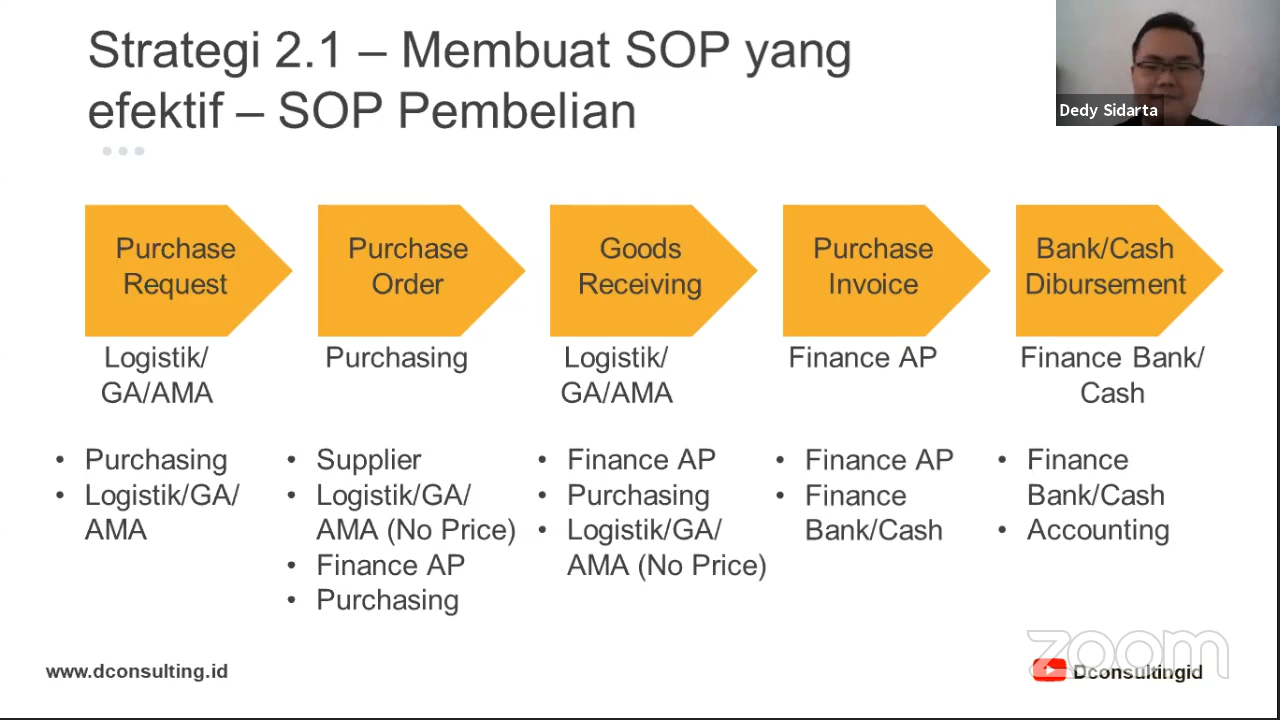 Strategi 2.1 – Membuat SOP yang
efektif – SOP Pembelian
Dedy Sidarta
Purchase
Request
Purchase
Order
Goods
Receiving
Purchase
Invoice
Bank/Cash
Dibursement
Logistik/
GA/AMA
Purchasing
Logistik/
GA/AMA
Finance AP
Finance Bank/
Cash
• Purchasing
• Logistik/GA/
AMA
• Supplier
• Logistik/GA/
AMA (No Price)
• Finance AP
• Purchasing
• Finance AP
• Purchasing
• Logistik/GA/
AMA (No Price)
• Finance AP
• Finance
Bank/Cash
• Finance
Bank/Cash
• Accounting
www.dconsulting.id
zoom
Dconsultingid